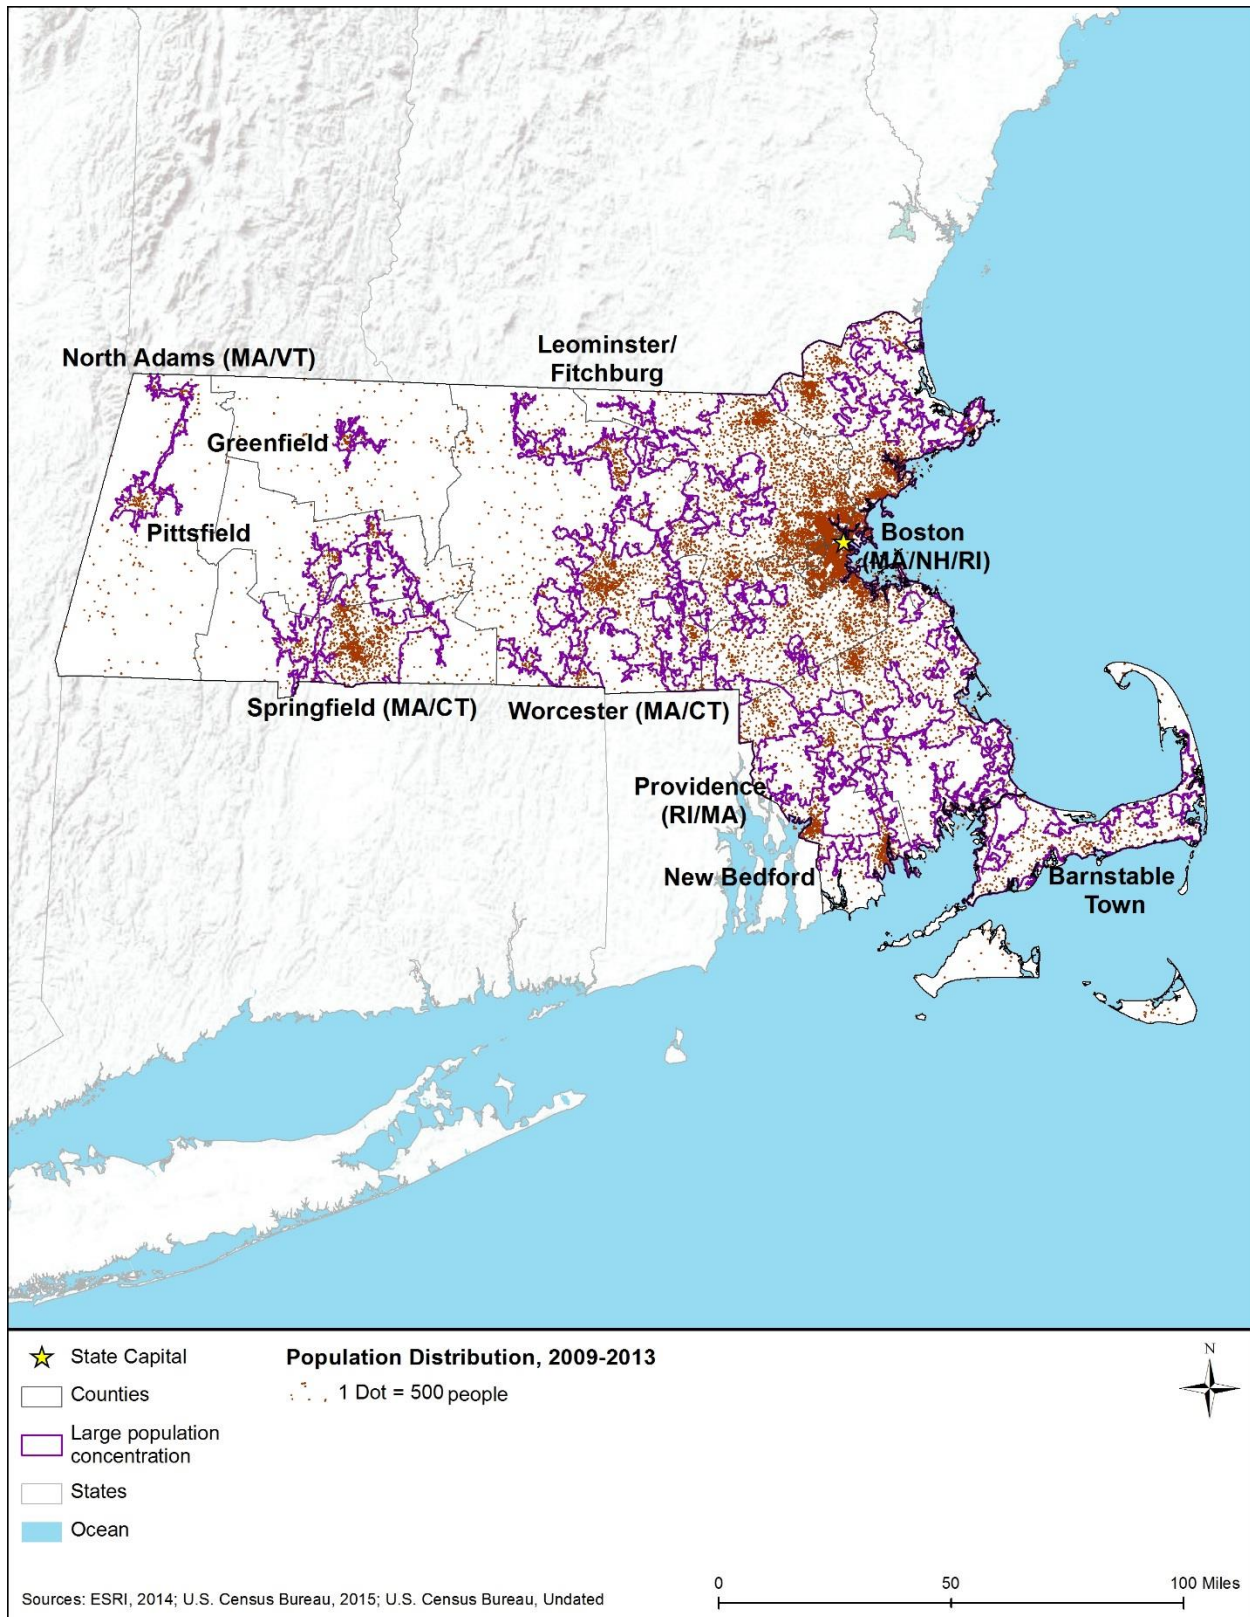 North Adams (MA/VT)
Leominster/
Fitchburg
Greenfield
Pittsfield
Boston
(MA/NH/RI)
Springfield (MA/CT)
Worcester (MA/CT)
Providence
(RI/MA)
New Bedford
Barnstable
Town
State Capital
Population Distribution, 2009-2013
Counties
1 Dot = 500 people
Large population
concentration
States
Ocean
N
Sources: ESRI, 2014; U.S. Census Bureau, 2015; U.S. Census Bureau, Undated
0 50 100 Miles